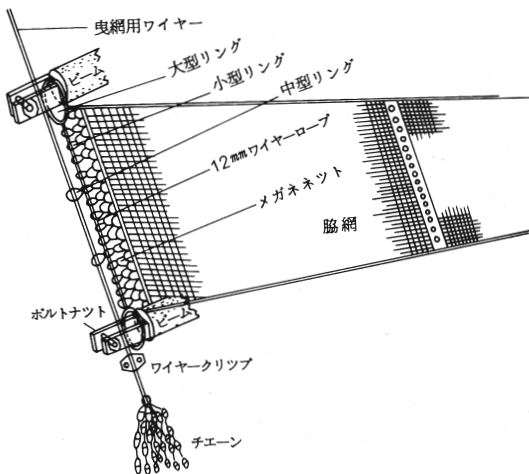 曳網用ワイヤー
ビーム
大型リング
小型リング
中型リング
12mmワイヤーロープ
メガネネット
脇網
ボルトナツト
ビーム
ワイヤークリツプ
チエーン